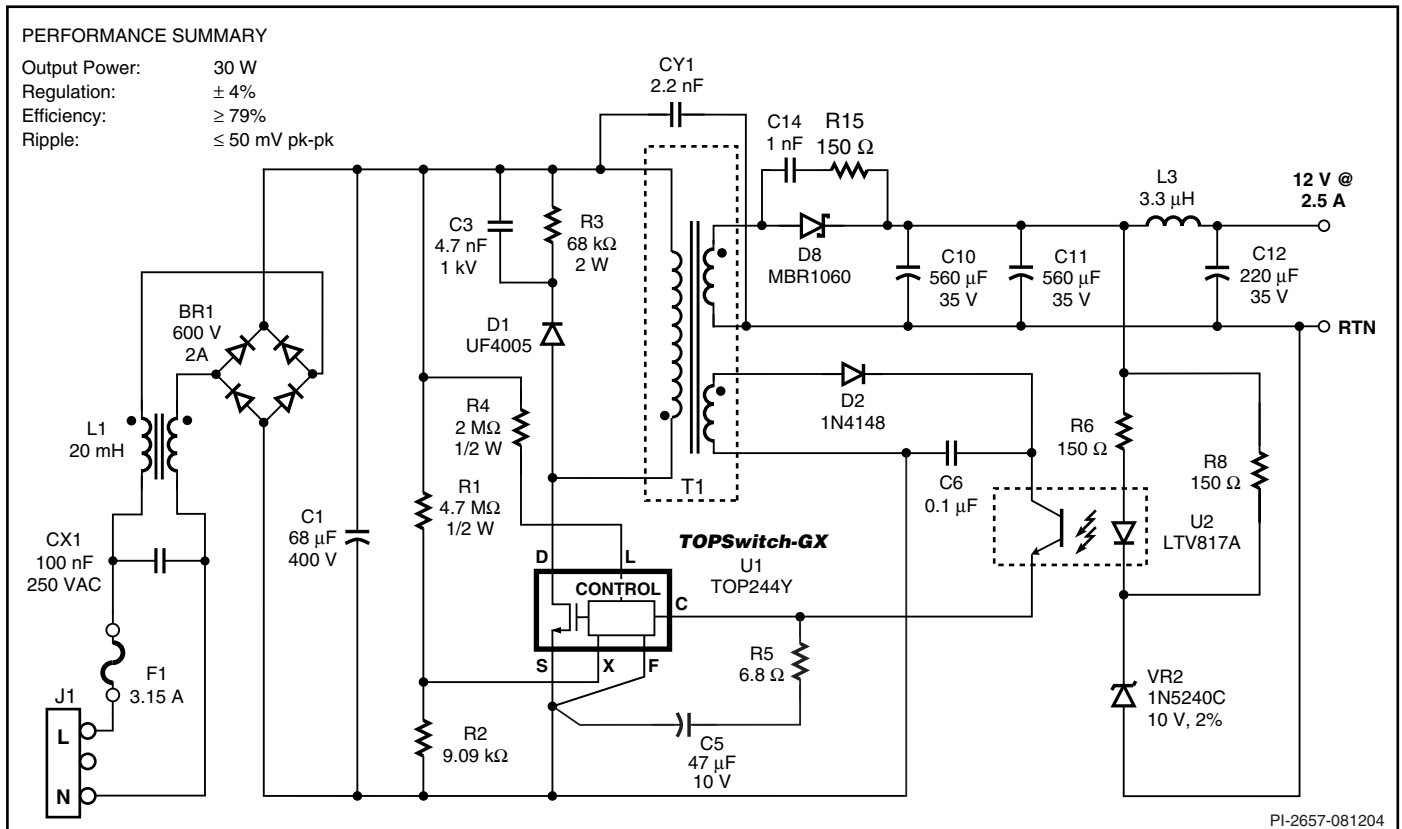 PERFORMANCE SUMMARY
Output Power: 30 W
Regulation: ± 4%
Efficiency: ≥ 79%
Ripple: ≤ 50 mV pk-pk
CY1
2.2 nF
C14
1 nF
R15
150 Ω
L3
3.3 µH
12 V @
2.5 A
C3
4.7 nF
1 kV
R3
68 kΩ
2 W
D8
MBR1060
C10
560 µF
35 V
C11
560 µF
35 V
C12
220 µF
35 V
RTN
BR1
600 V
2A
D1
UF4005
D2
1N4148
R4
2 MΩ
1/2 W
L1
20 mH
R6
150 Ω
R8
150 Ω
T1
C6
0.1 µF
R1
4.7 MΩ
1/2 W
C1
68 µF
400 V
CX1
100 nF
250 VAC
U2
LTV817A
TOPSwitch-GX
U1
TOP244Y
D
L
CONTROL
C
S
X
F
R5
6.8 Ω
F1
3.15 A
J1
L
N
VR2
1N5240C
10 V, 2%
R2
9.09 kΩ
C5
47 µF
10 V
PI-2657-081204